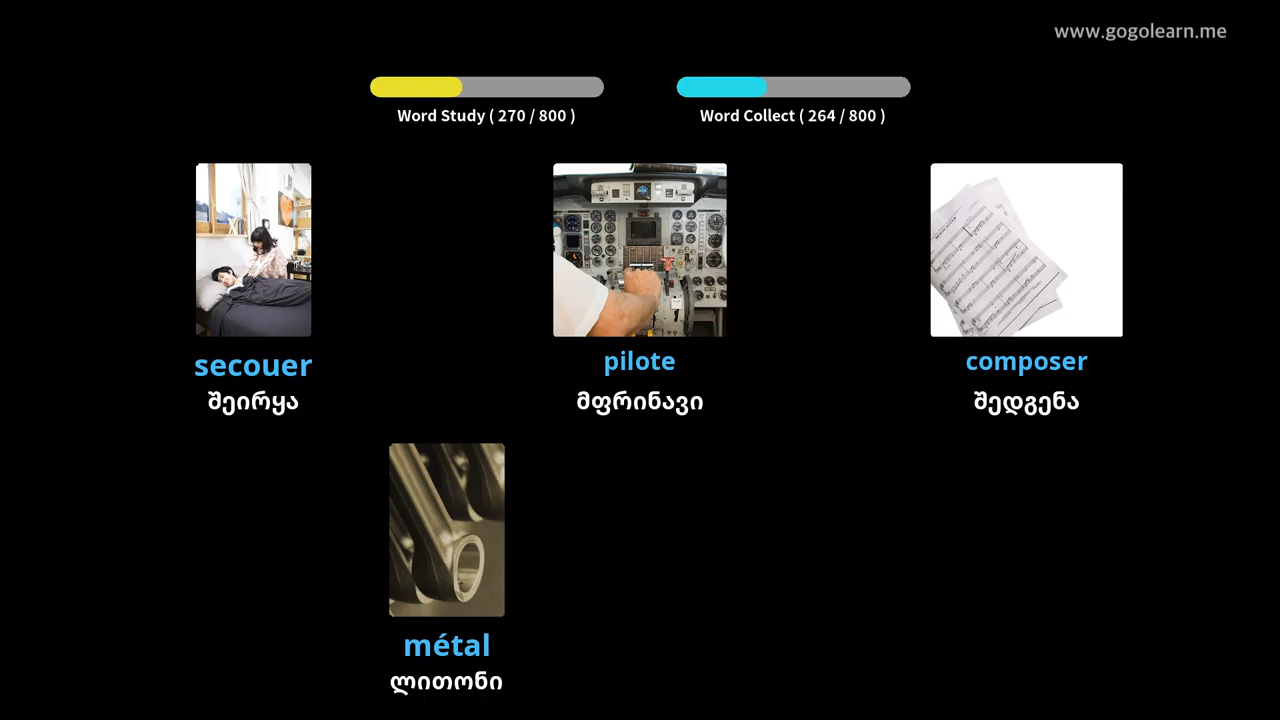 www.gogolearn.me
Word Study ( 270 / 800 )
Word Collect ( 264 / 800 )
secouer
შეირყა
pilote
მფრინავი
composer
შედგენა
métal
ლითონი